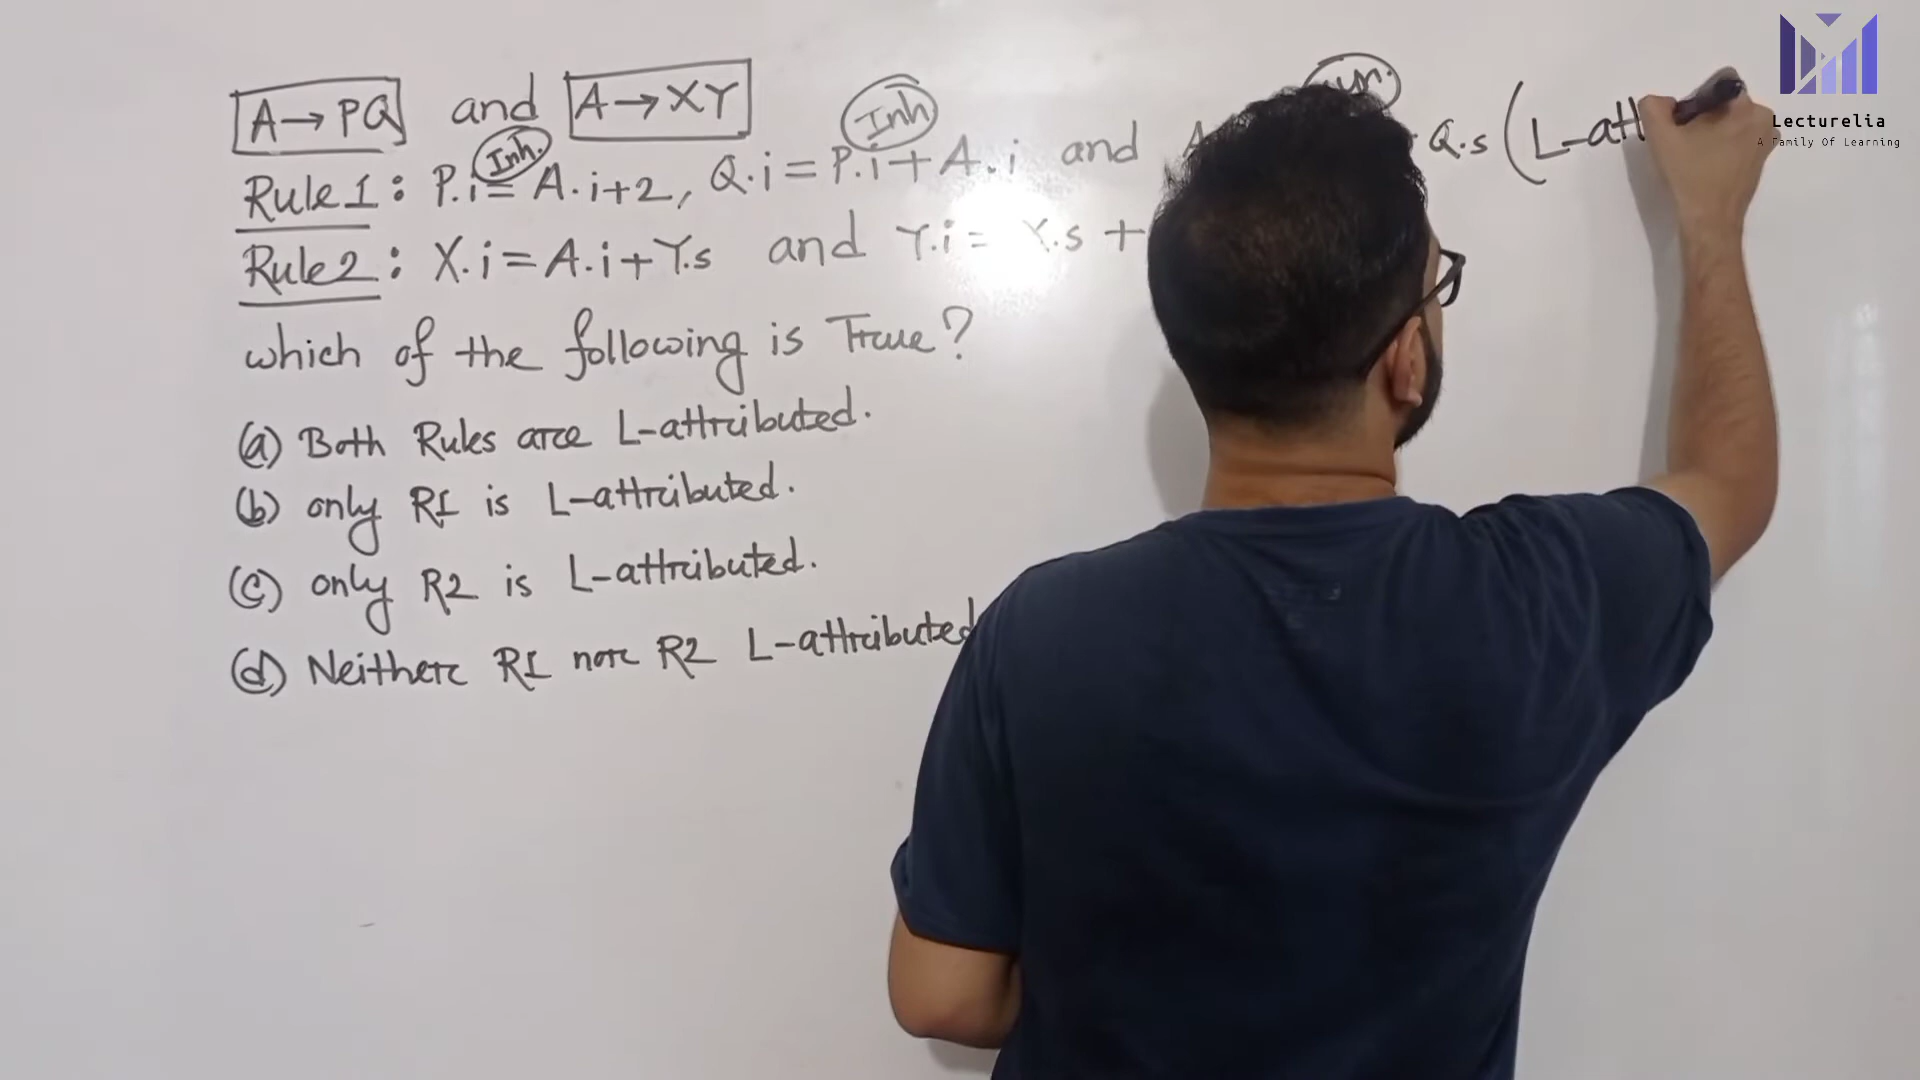 A→PQ and A→XY
Inh. Inh
Rule1: P.i = A.i+2, Q.i = P.i + A.i and Q.s (L-att
Rule2: X.i = A.i + Y.s and Y.i = X.s +
which of the following is True?
(a) Both Rules are L-attributed.
(b) only R1 is L-attributed.
(c) only R2 is L-attributed.
(d) Neither R1 nor R2 L-attributed
Lecturelia
A Family Of Learning